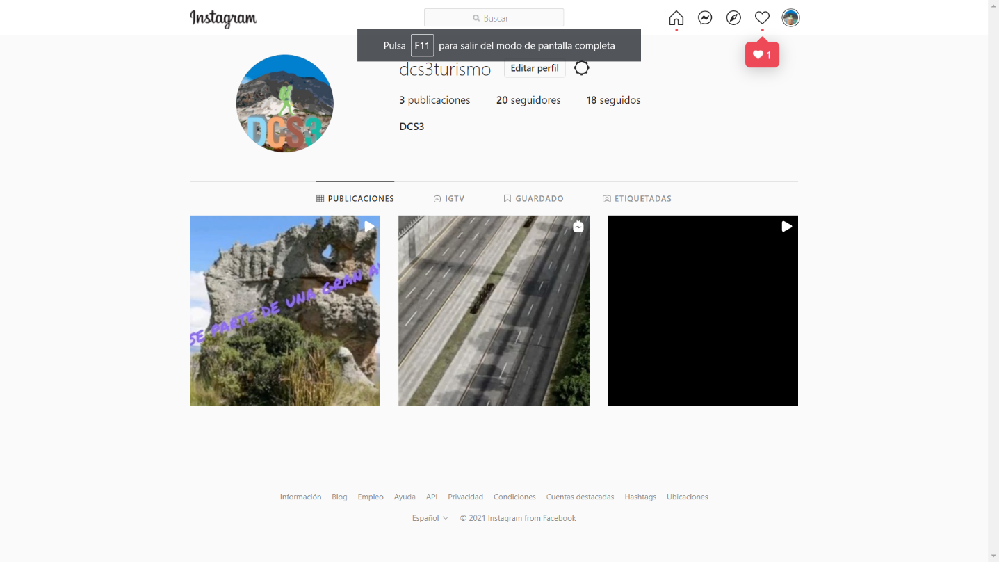 Instagram
Buscar
Pulsa F11 para salir del modo de pantalla completa
1
dcs3turismo Editar perfil
3 publicaciones 20 seguidores 18 seguidos
DCS3
DCS3
PUBLICACIONES IGTV GUARDADO ETIQUETADAS
SE PARTE DE UNA GRAN
Información Blog Empleo Ayuda API Privacidad Condiciones Cuentas destacadas Hashtags Ubicaciones
Español © 2021 Instagram from Facebook